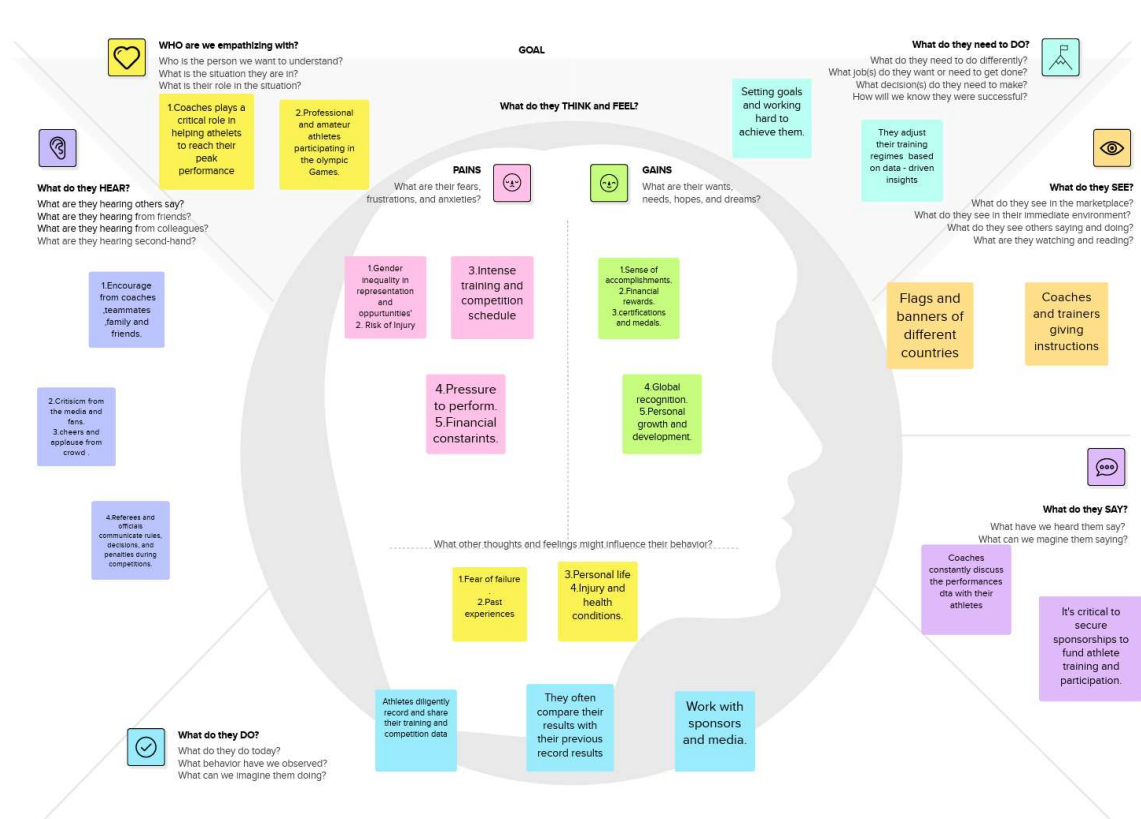 WHO are we empathizing with?
Who is the person we want to understand?
What is the situation they are in?
What is their role in the situation?
1.Coaches plays a
critical role in
helping athelets
to reach their
peak
performance
2.Professional
and amateur
athletes
participating in
the olympic
Games.
GOAL
What do they THINK and FEEL?
What do they need to DO?
What do they need to do differently?
What job(s) do they want or need to get done?
What decision(s) do they need to make?
How will we know they were successful?
Setting goals
and working
hard to
achieve them.
They adjust
their training
regimes based
on data - driven
insights
What do they HEAR?
What are they hearing others say?
What are they hearing from friends?
What are they hearing from colleagues?
What are they hearing second-hand?
1.Encourage
from coaches
,teammates
,family and
friends.
2.Critisicm from
the media and
fans.
3.cheers and
applause from
crowd .
4.Referees and
officials
communicate rules,
decisions, and
penalties during
competitions.
PAINS
What are their fears,
frustrations, and anxieties?
1.Gender
inequality in
representation
and
oppurtunities'
2. Risk of Injury
3.Intense
training and
competition
schedule
4.Pressure
to perform.
5.Financial
constarints.
GAINS
What are their wants,
needs, hopes, and dreams?
1.Sense of
accomplishments.
2.Financial
rewards.
3.certifications
and medals.
4.Global
recognition.
5.Personal
growth and
development.
What do they SEE?
What do they see in the marketplace?
What do they see in their immediate environment?
What do they see others saying and doing?
What are they watching and reading?
Flags and
banners of
different
countries
Coaches
and trainers
giving
instructions
What do they SAY?
What have we heard them say?
What can we magine them saying?
Coaches
constantly discuss
the performances
dta with their
athletes
It's critical to
secure
sponsorships to
fund athlete
training and
participation.
What other thoughts and feelings might influence their behavior?
1.Fear of failure
.
2.Past
experiences
3.Personal life
4.Injury and
health
conditions.
What do they DO?
What do they do today?
What behavior have we observed?
What can we imagine them doing?
Athletes diligently
record and share
their training and
competition data
They often
compare their
results with
their previous
record results
Work with
sponsors
and media.